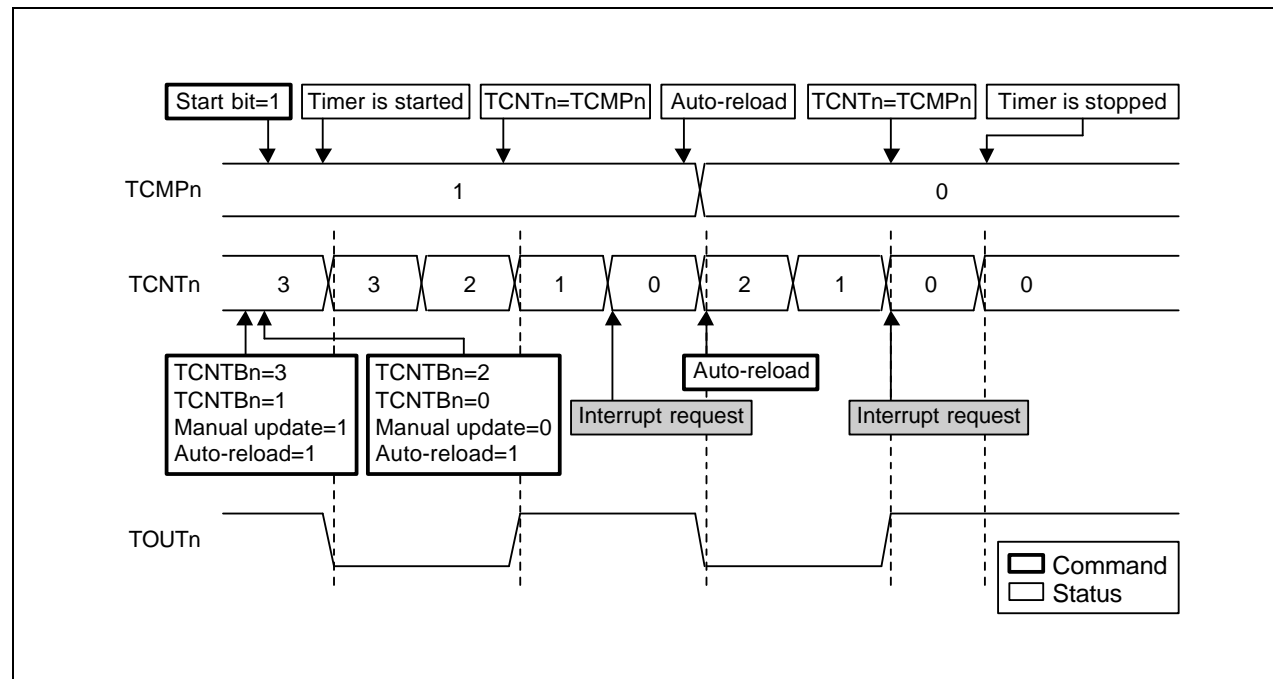 Start bit=1
Timer is started
TCNTn=TCMPn
Auto-reload
TCNTn=TCMPn
Timer is stopped
TCMPn
1
0
TCNTn
3
3
2
1
0
2
1
0
0
TCNTBn=3
TCNTBn=1
Manual update=1
Auto-reload=1
TCNTBn=2
TCNTBn=0
Manual update=0
Auto-reload=1
Interrupt request
Auto-reload
Interrupt request
TOUTn
Command
Status